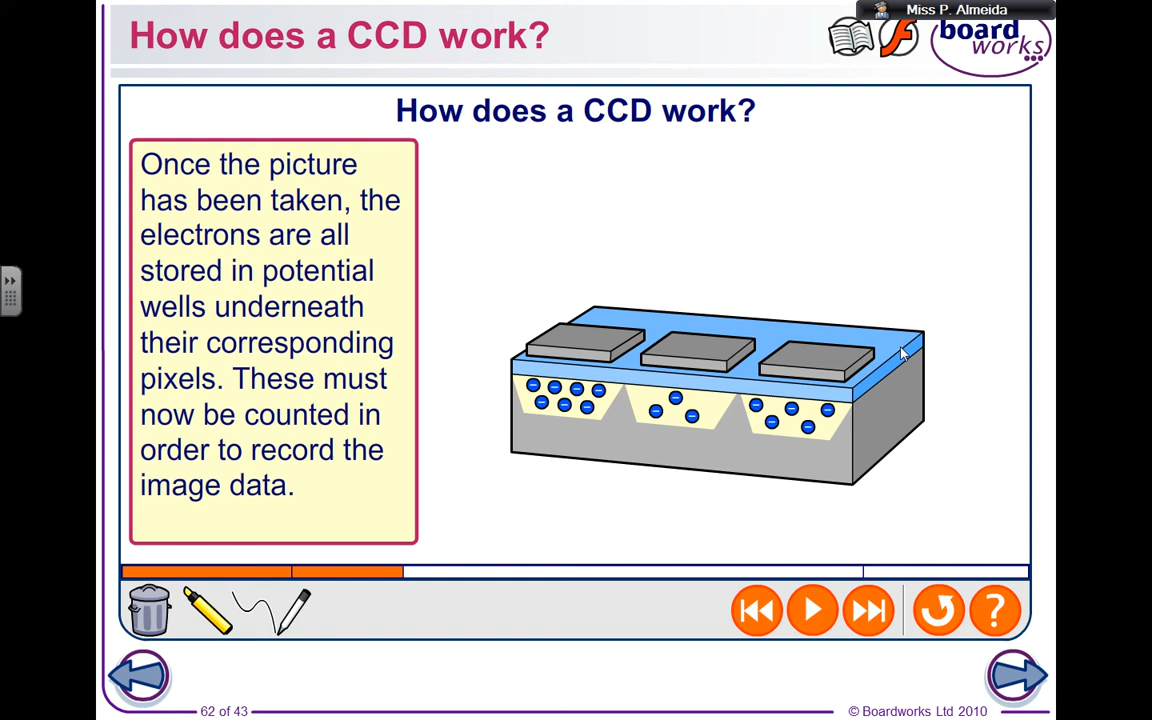 How does a CCD work?
Miss P. Almeida
board
works
How does a CCD work?
Once the picture
has been taken, the
electrons are all
stored in potential
wells underneath
their corresponding
pixels. These must
now be counted in
order to record the
image data.
?
62 of 43
© Boardworks Ltd 2010